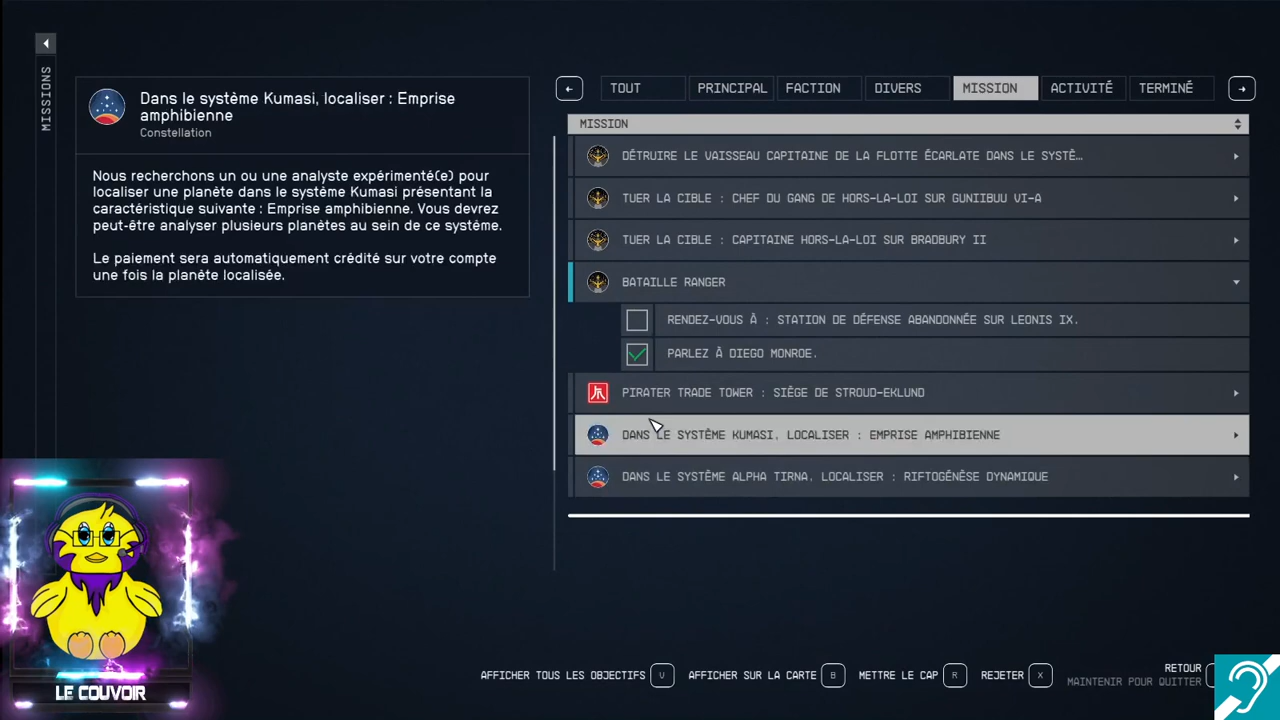 MISSIONS
Dans le système Kumasi, localiser : Emprise
amphibienne
Constellation
Nous recherchons un ou une analyste expérimenté(e) pour
localiser une planète dans le système Kumasi présentant la
caractéristique suivante : Emprise amphibienne. Vous devrez
peut-être analyser plusieurs planètes au sein de ce système.
Le paiement sera automatiquement crédité sur votre compte
une fois la planète localisée.
TOUT PRINCIPAL FACTION DIVERS MISSION ACTIVITÉ TERMINÉ
MISSION
DÉTRUIRE LE VAISSEAU CAPITAINE DE LA FLOTTE ÉCARLATE DANS LE SYSTÈ...
TUER LA CIBLE : CHEF DU GANG DE HORS-LA-LOI SUR GUNIIBUU VI-A
TUER LA CIBLE : CAPITAINE HORS-LA-LOI SUR BRADBURY II
BATAILLE RANGER
RENDEZ-VOUS À : STATION DE DÉFENSE ABANDONNÉE SUR LEONIS IX.
PARLEZ À DIEGO MONROE.
PIRATER TRADE TOWER : SIÈGE DE STROUD-EKLUND
DANS LE SYSTÈME KUMASI, LOCALISER : EMPRISE AMPHIBIENNE
DANS LE SYSTÈME ALPHA TIRNA, LOCALISER : RIFTOGÉNÈSE DYNAMIQUE
AFFICHER TOUS LES OBJECTIFS V AFFICHER SUR LA CARTE B METTRE LE CAP R REJETER X RETOUR
MAINTENIR POUR QUITTER
LE COUVOIR